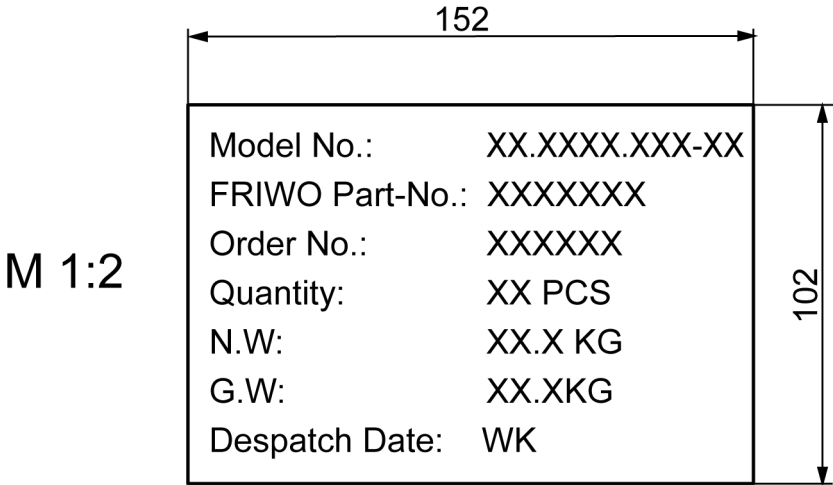 152
Model No.: XX.XXXX.XXX-XX
FRIWO Part-No.: XXXXXXX
Order No.: XXXXXX
M 1:2
Quantity: XX PCS
102
N.W: XX.X KG
G.W: XX.XKG
Despatch Date: WK